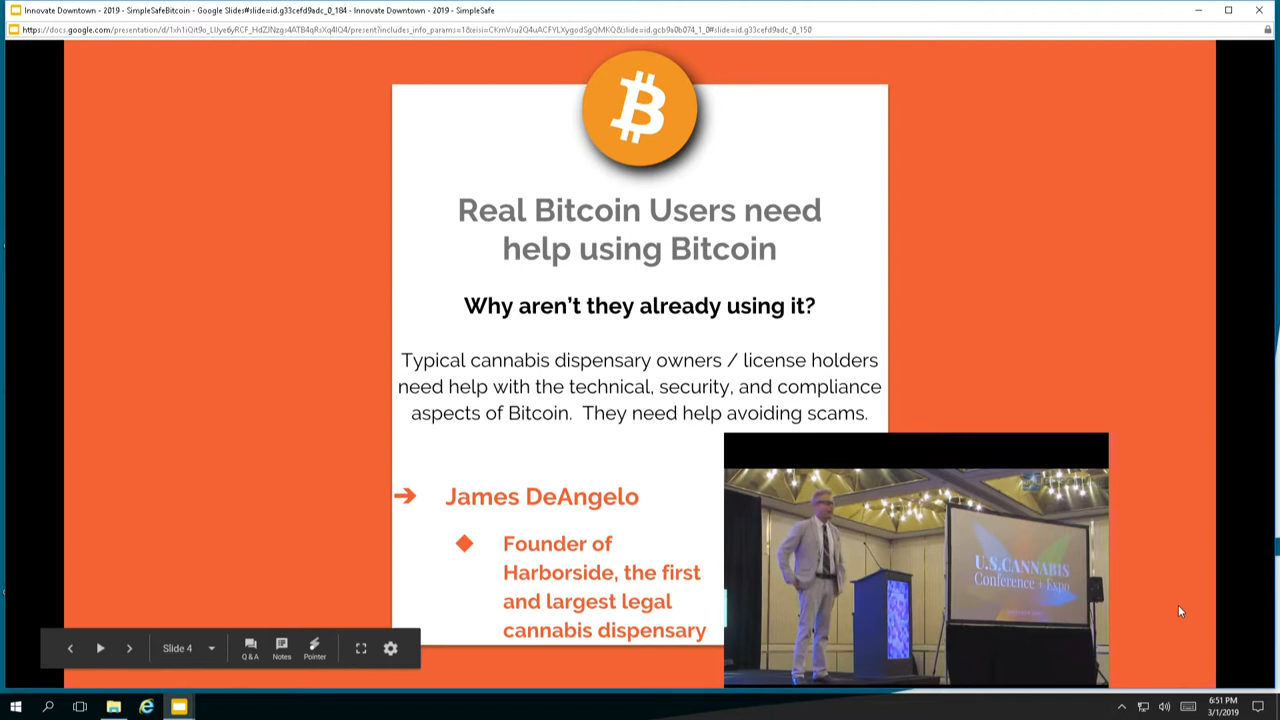 Innovate Downtown - 2019 - SimpleSafeBitcoin - Google Slides#slide=id.g33cefd9adc_0_184 - Innovate Downtown - 2019 - SimpleSafe
Real Bitcoin Users need
help using Bitcoin
Why aren't they already using it?
Typical cannabis dispensary owners / license holders
need help with the technical, security, and compliance
aspects of Bitcoin. They need help avoiding scams.
➔ James DeAngelo
◆ Founder of
Harborside, the first
and largest legal
cannabis dispensary
U.S.CANNABIS
Conference + Expo
Slide 4
Q & A
Notes
Pointer
6:51 PM
3/1/2019